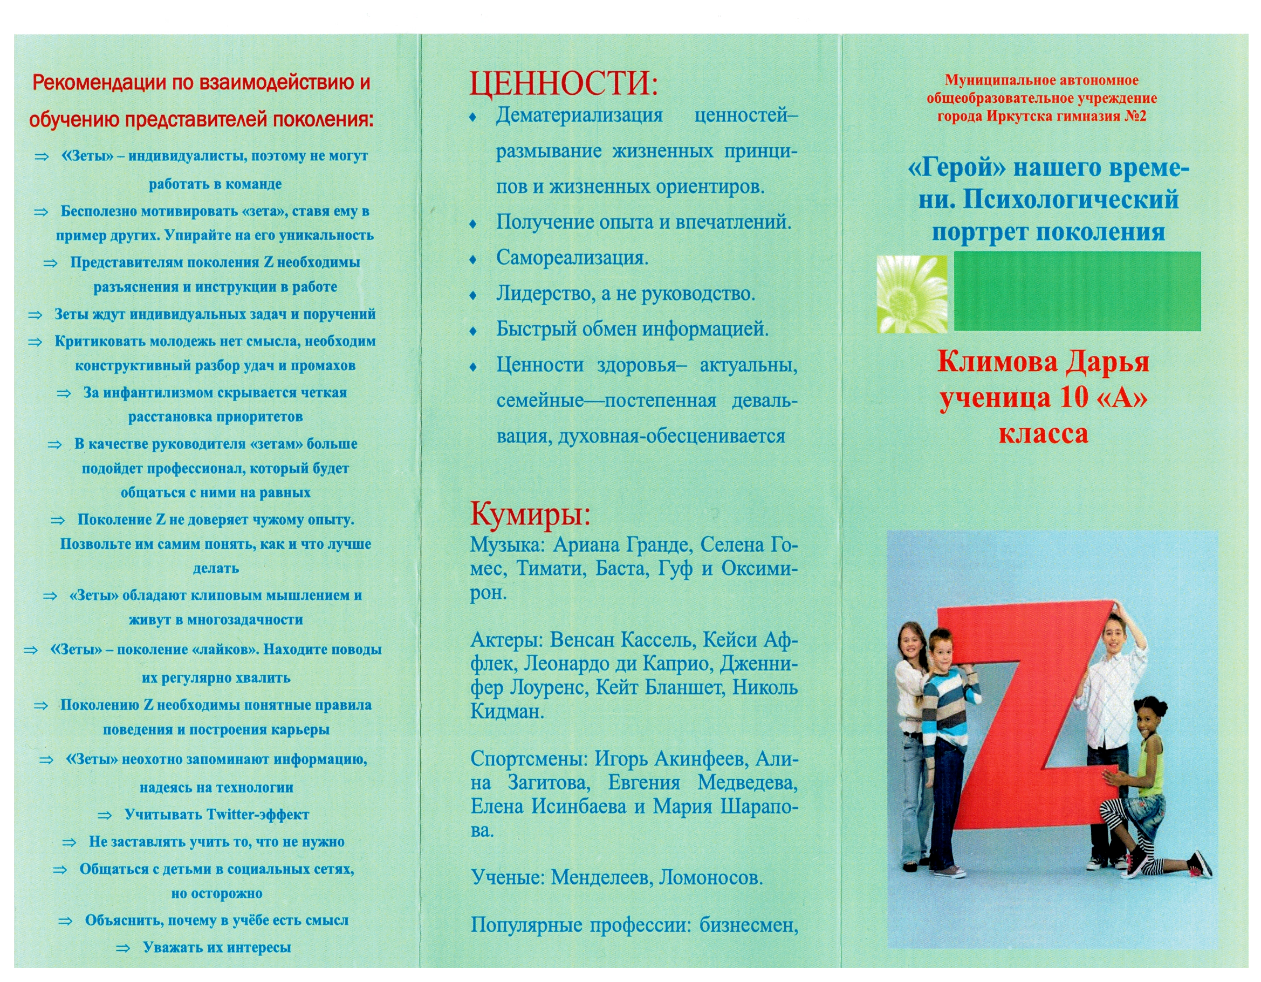 Рекомендации по взаимодействию и
обучению представителей поколения:
⇒ «Зеты» – индивидуалисты, поэтому не могут
работать в команде
⇒ Бесполезно мотивировать «зета», ставя ему в
пример других. Упирайте на его уникальность
⇒ Представителям поколения Z необходимы
разъяснения и инструкции в работе
⇒ Зеты ждут индивидуальных задач и поручений
⇒ Критиковать молодежь нет смысла, необходим
конструктивный разбор удач и промахов
⇒ За инфантилизмом скрывается четкая
расстановка приоритетов
⇒ В качестве руководителя «зетам» больше
подойдет профессионал, который будет
общаться с ними на равных
⇒ Поколение Z не доверяет чужому опыту.
Позвольте им самим понять, как и что лучше
делать
⇒ «Зеты» обладают клиповым мышлением и
живут в многозадачности
⇒ «Зеты» – поколение «лайков». Находите поводы
их регулярно хвалить
⇒ Поколению Z необходимы понятные правила
поведения и построения карьеры
⇒ «Зеты» неохотно запоминают информацию,
надеясь на технологии
⇒ Учитывать Twitter-эффект
⇒ Не заставлять учить то, что не нужно
⇒ Общаться с детьми в социальных сетях,
но осторожно
⇒ Объяснить, почему в учёбе есть смысл
⇒ Уважать их интересы
ЦЕННОСТИ:
♦ Дематериализация ценностей–
размывание жизненных принци-
пов и жизненных ориентиров.
♦ Получение опыта и впечатлений.
♦ Самореализация.
♦ Лидерство, а не руководство.
♦ Быстрый обмен информацией.
♦ Ценности здоровья– актуальны,
семейные—постепенная деваль-
вация, духовная-обесценивается
Кумиры:
Музыка: Ариана Гранде, Селена Го-
мес, Тимати, Баста, Гуф и Оксими-
рон.
Актеры: Венсан Кассель, Кейси Аф-
флек, Леонардо ди Каприо, Дженни-
фер Лоуренс, Кейт Бланшет, Николь
Кидман.
Спортсмены: Игорь Акинфеев, Али-
на Загитова, Евгения Медведева,
Елена Исинбаева и Мария Шарапо-
ва.
Ученые: Менделеев, Ломоносов.
Популярные профессии: бизнесмен,
Муниципальное автономное
общеобразовательное учреждение
города Иркутска гимназия №2
«Герой» нашего време-
ни. Психологический
портрет поколения
Климова Дарья
ученица 10 «А»
класса
Z